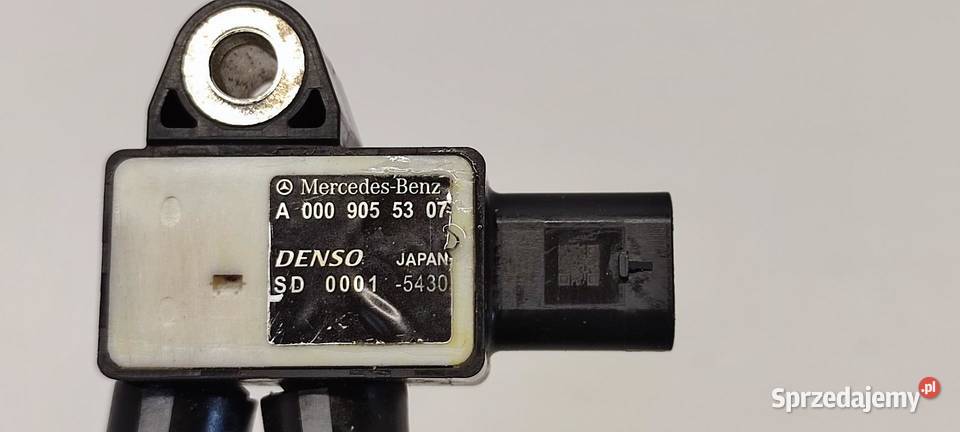 Mercedes-Benz
A 000 905 53 07
DENSO JAPAN
SD 0001 -5430
Sprzedajemy.pl